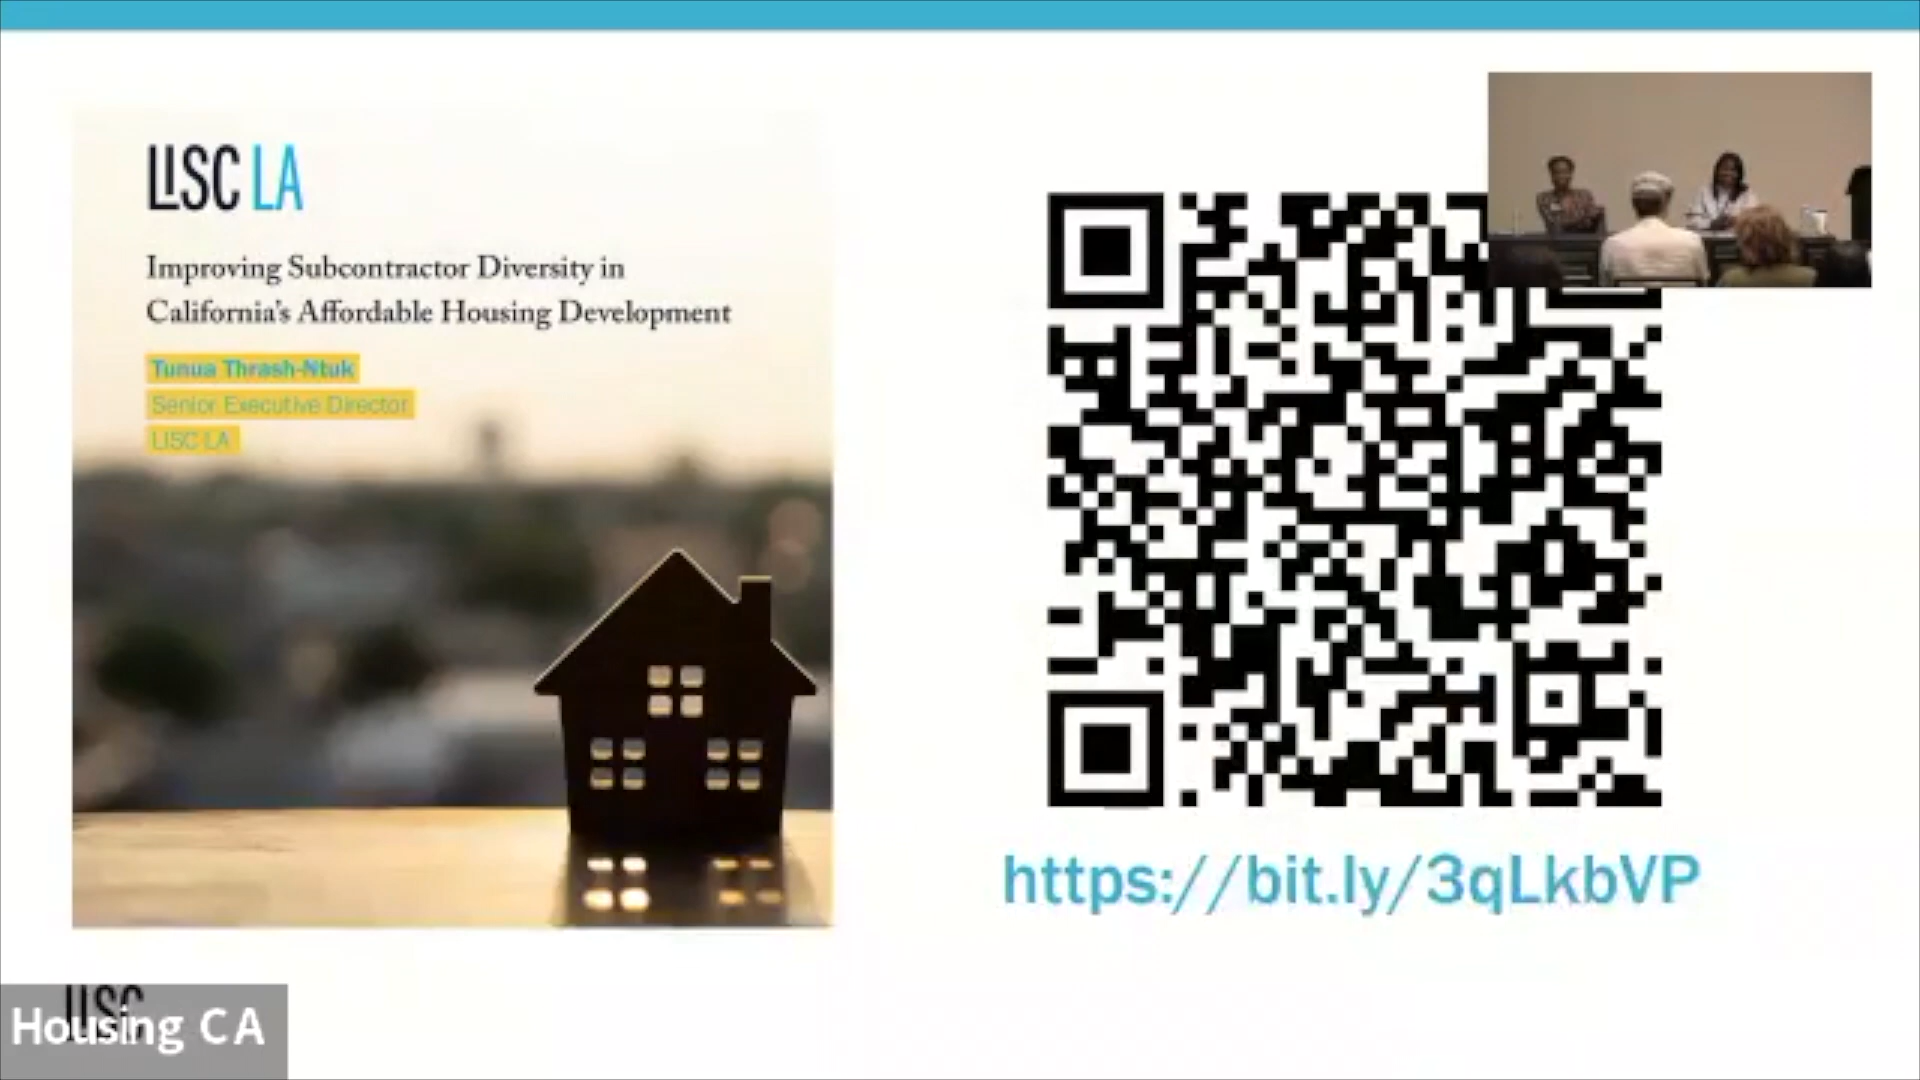 LISC LA
Improving Subcontractor Diversity in
California's Affordable Housing Development
Tunua Thrash-Ntuk
Senior Executive Director
LISC LA
https://bit.ly/3qLkbVP
LISC
Housing CA